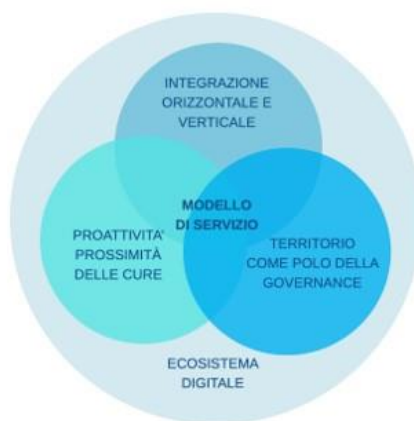 INTEGRAZIONE
ORIZZONTALE E
VERTICALE
MODELLO
DI SERVIZIO
PROATTIVITA'
PROSSIMITÀ
DELLE CURE
TERRITORIO
COME POLO DELLA
GOVERNANCE
ECOSISTEMA
DIGITALE